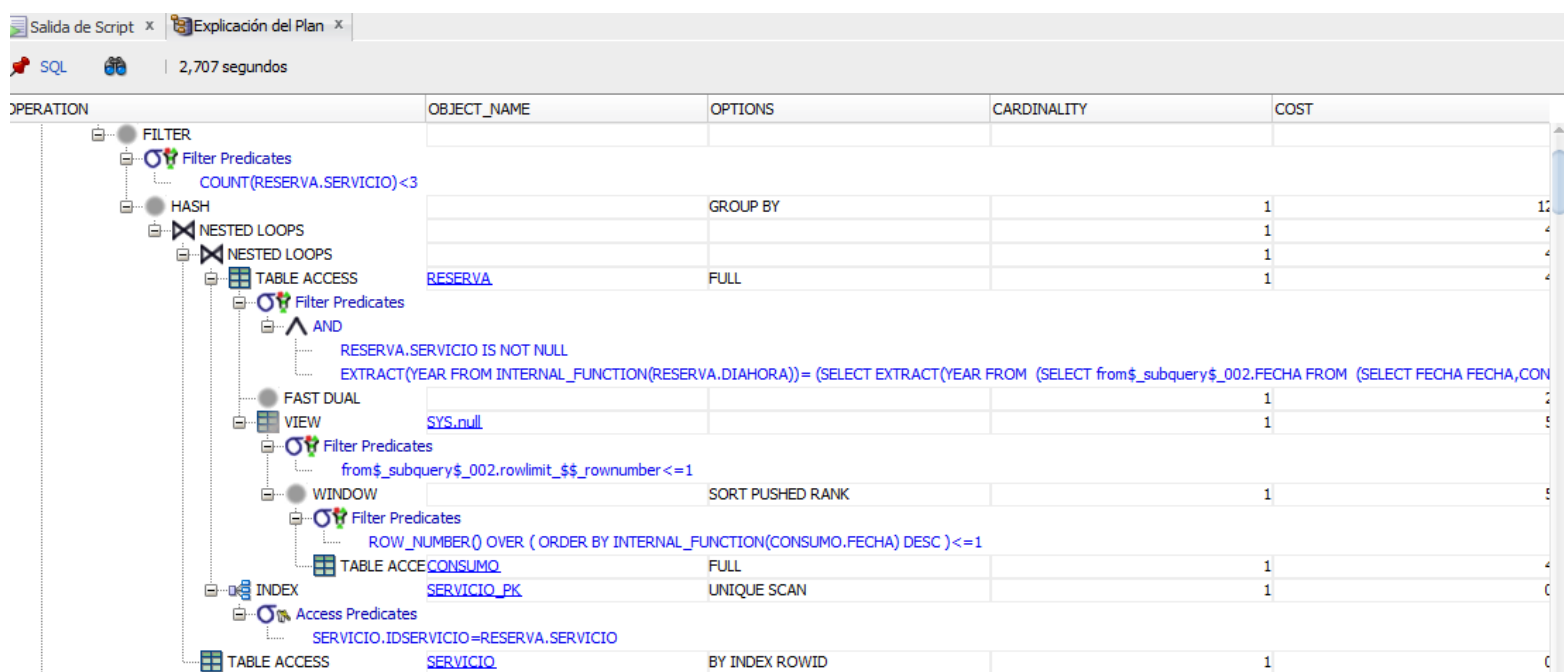 Salida de Script x Explicación del Plan x
SQL 2,707 segundos
OPERATION OBJECT_NAME OPTIONS CARDINALITY COST
FILTER
Filter Predicates
COUNT(RESERVA.SERVICIO)<3
HASH GROUP BY 1 12
NESTED LOOPS 1 4
NESTED LOOPS 1 4
TABLE ACCESS RESERVA FULL 1 4
Filter Predicates
AND
RESERVA.SERVICIO IS NOT NULL
EXTRACT(YEAR FROM INTERNAL_FUNCTION(RESERVA.DIAHORA))= (SELECT EXTRACT(YEAR FROM (SELECT from$_subquery$_002.FECHA FROM (SELECT FECHA FECHA,CON
FAST DUAL 1 2
VIEW SYS.null 1 5
Filter Predicates
from$_subquery$_002.rowlimit_$$_rownumber<=1
WINDOW SORT PUSHED RANK 1 5
Filter Predicates
ROW_NUMBER() OVER ( ORDER BY INTERNAL_FUNCTION(CONSUMO.FECHA) DESC )<=1
TABLE ACCE CONSUMO FULL 1 4
INDEX SERVICIO_PK UNIQUE SCAN 1 0
Access Predicates
SERVICIO.IDSERVICIO=RESERVA.SERVICIO
TABLE ACCESS SERVICIO BY INDEX ROWID 1 0